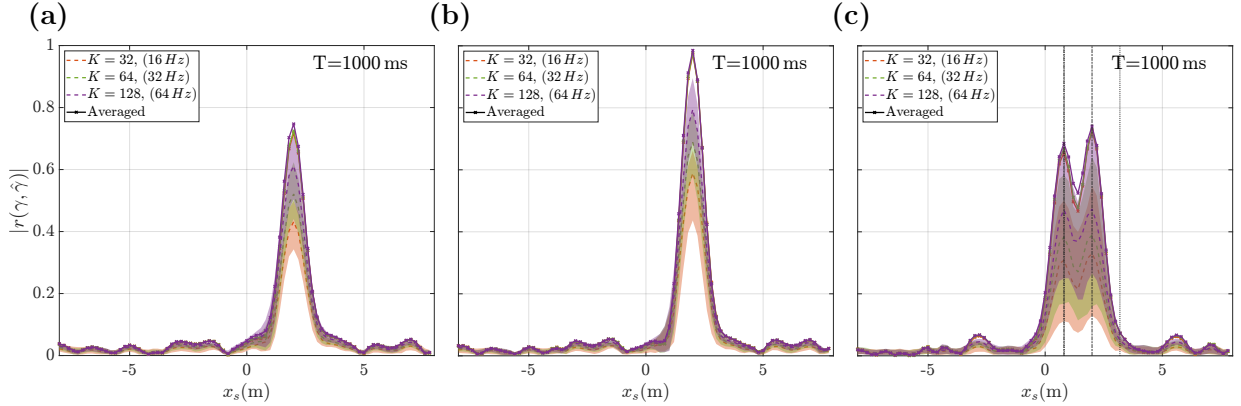 (a)
(b)
(c)
1
0.8
0.6
0.4
0.2
0
|r(γ, γ̂)|
K = 32, (16 Hz)
K = 64, (32 Hz)
K = 128, (64 Hz)
Averaged
T=1000 ms
-5
0
5
x_s(m)
K = 32, (16 Hz)
K = 64, (32 Hz)
K = 128, (64 Hz)
Averaged
T=1000 ms
-5
0
5
x_s(m)
K = 32, (16 Hz)
K = 64, (32 Hz)
K = 128, (64 Hz)
Averaged
T=1000 ms
-5
0
5
x_s(m)